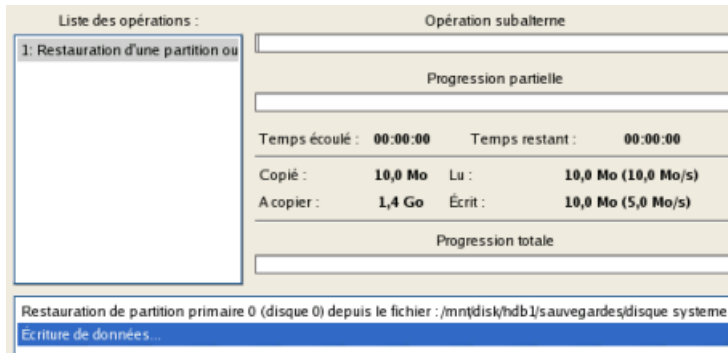 Liste des opérations :
1: Restauration d'une partition ou
Opération subalterne
Progression partielle
Temps écoulé : 00:00:00 Temps restant : 00:00:00
Copié : 10,0 Mo Lu : 10,0 Mo (10,0 Mo/s)
A copier : 1,4 Go Écrit : 10,0 Mo (5,0 Mo/s)
Progression totale
Restauration de partition primaire 0 (disque 0) depuis le fichier : /mnt/disk/hdb1/sauvegardes/disque systeme
Écriture de données...